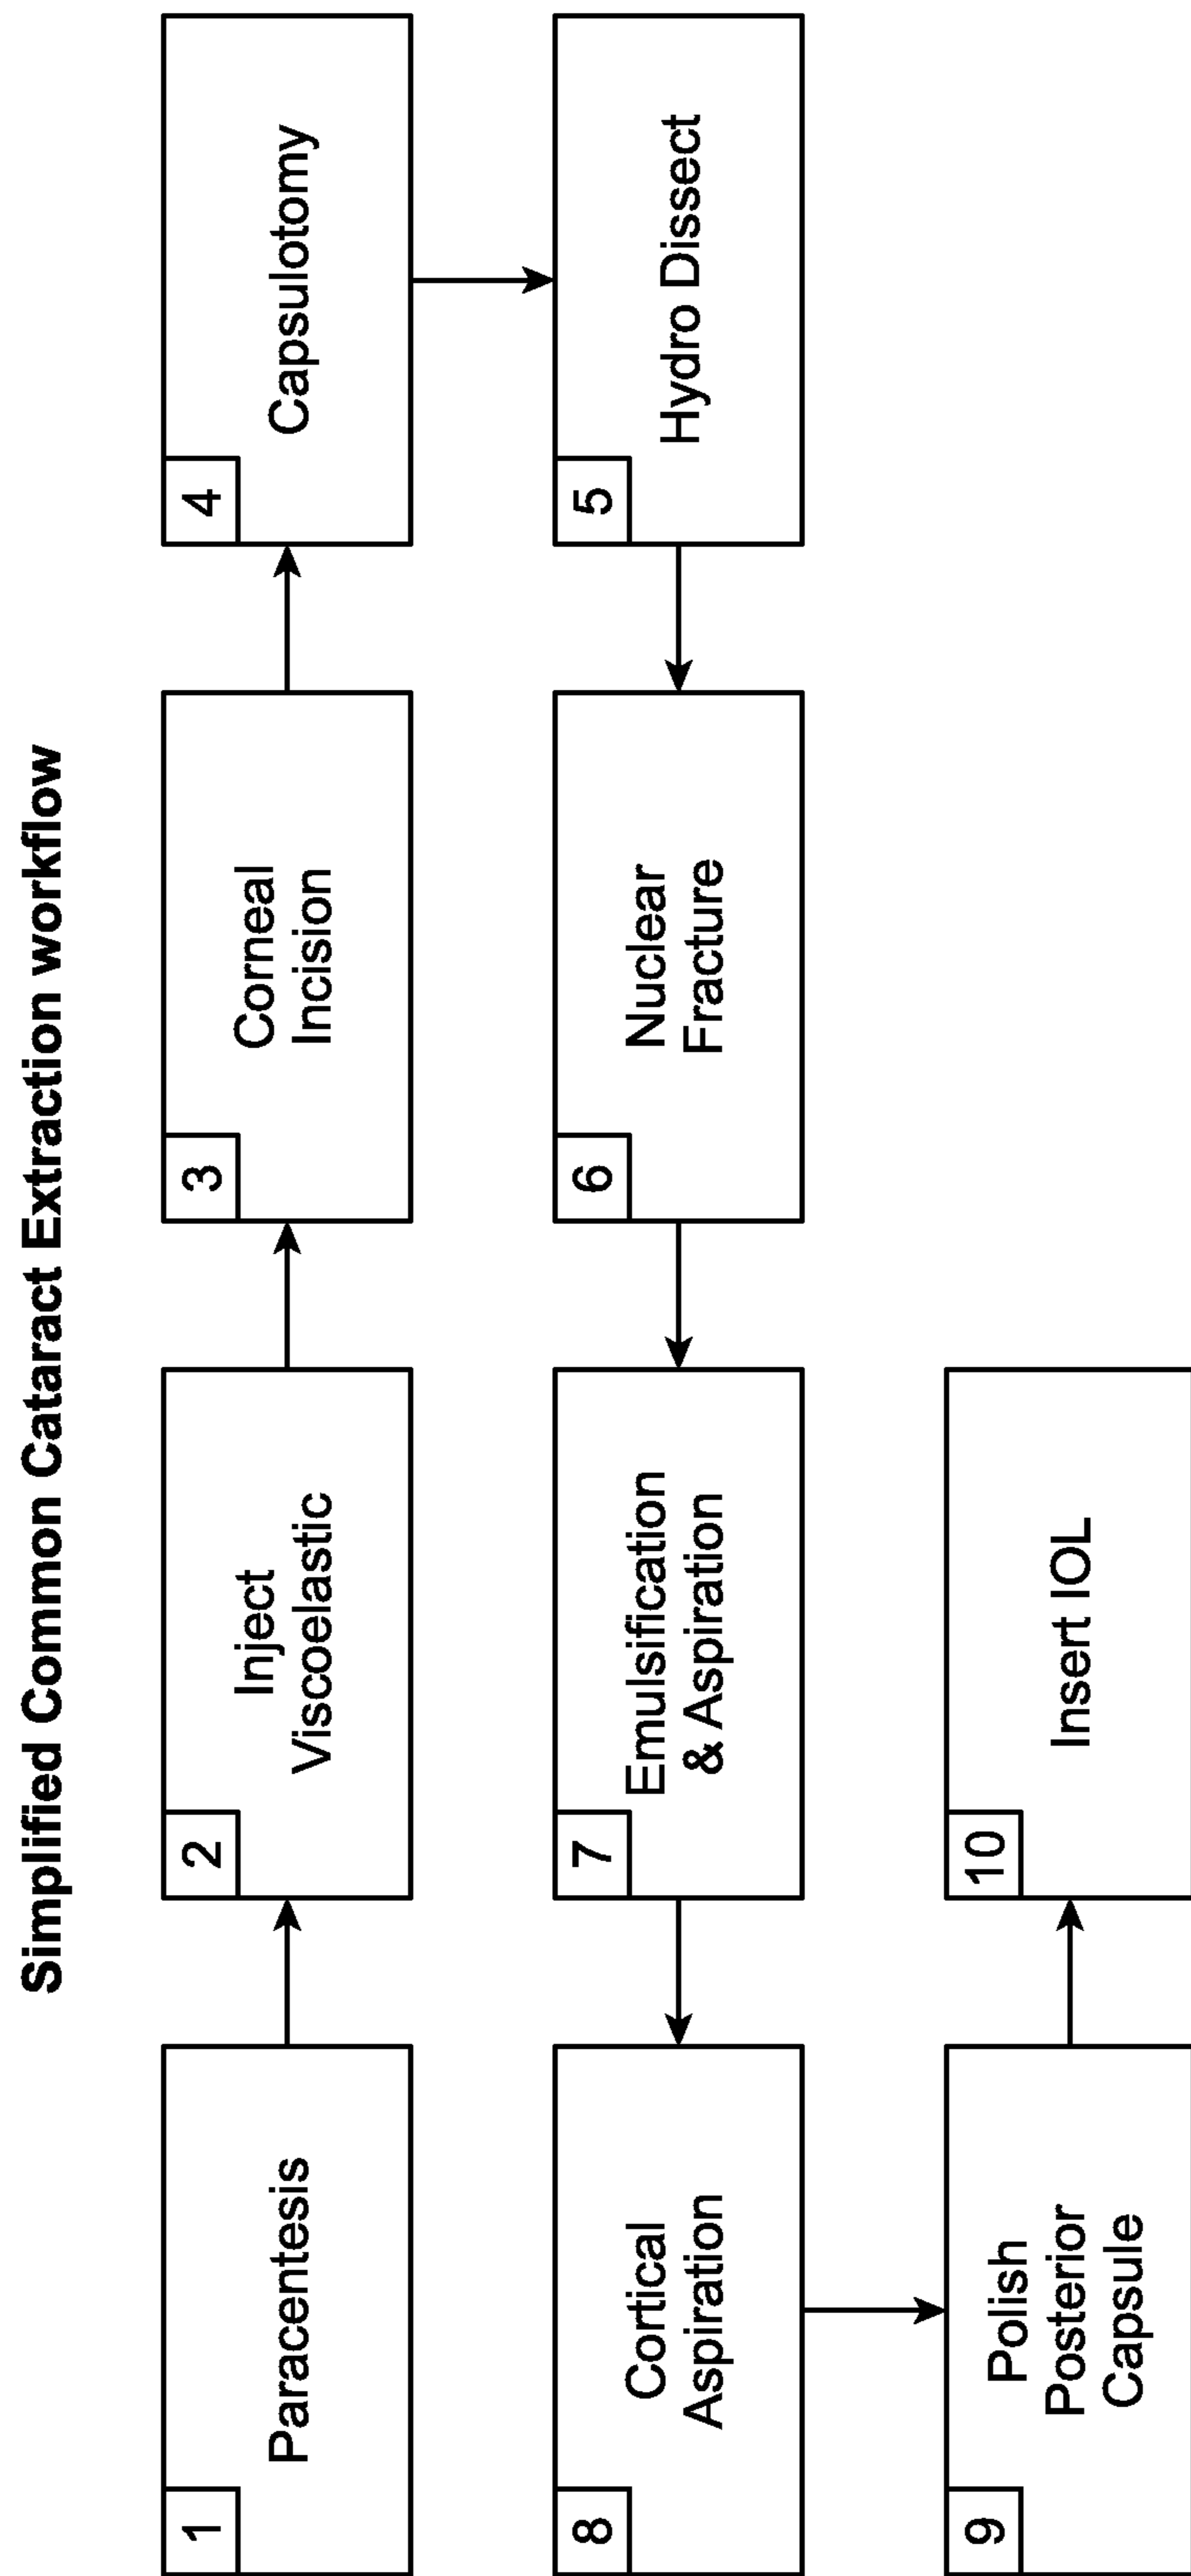 Simplified Common Cataract Extraction workflow
1
Paracentesis
2
Inject
Viscoelastic
3
Corneal
Incision
4
Capsulotomy
5
Hydro Dissect
6
Nuclear
Fracture
7
Emulsification
& Aspiration
8
Cortical
Aspiration
9
Polish
Posterior
Capsule
10
Insert IOL